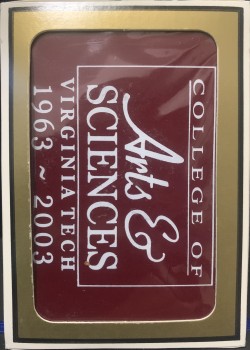 COLLEGE OF
Arts &
SCIENCES
VIRGINIA TECH
1963 ~ 2003